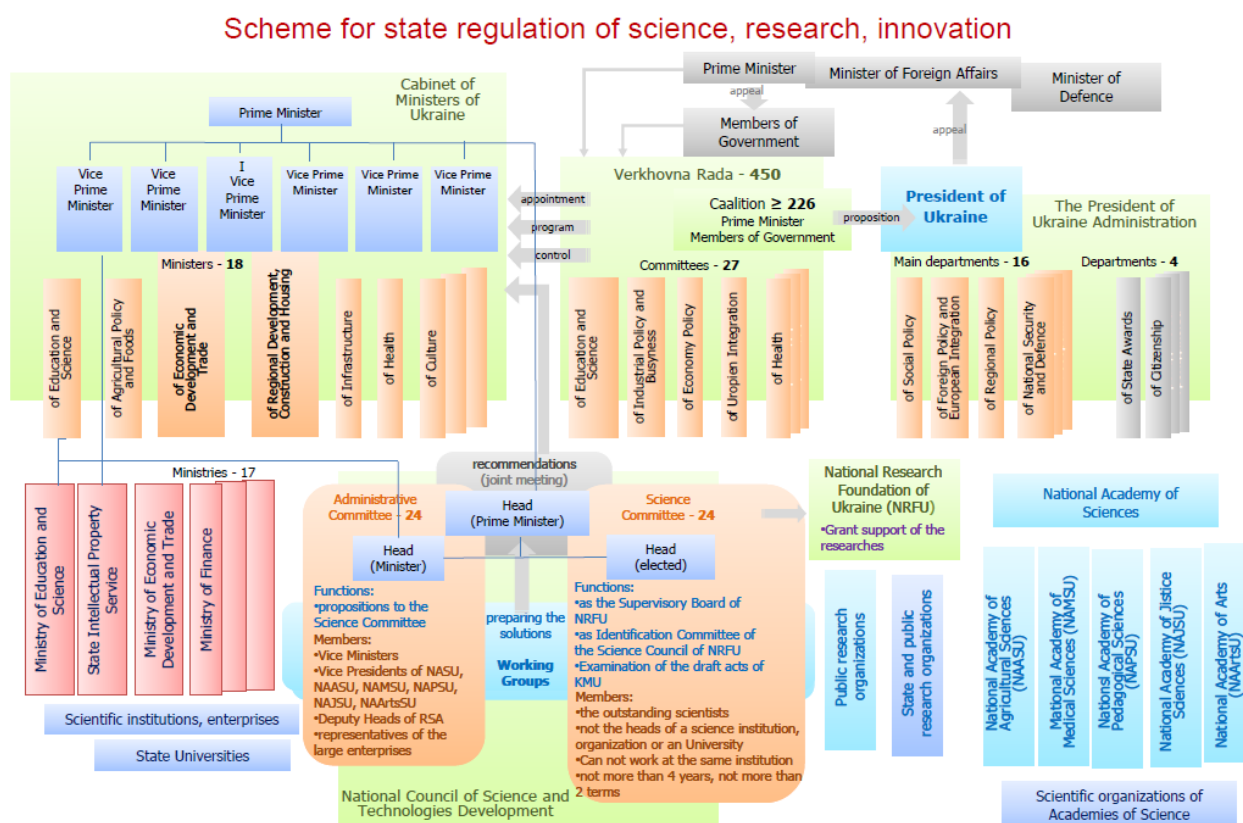 Scheme for state regulation of science, research, innovation
Cabinet of
Ministers of
Ukraine
Prime Minister
Vice
Prime
Minister
Vice
Prime
Minister
I
Vice
Prime
Minister
Vice Prime
Minister
Vice Prime
Minister
Vice Prime
Minister
Ministers - 18
of Education and
Science
of Agricultural Policy
and Foods
of Economic
Development and
Trade
of Regional Development,
Construction and Housing
of Infrastructure
of Health
of Culture
Prime Minister
Minister of Foreign Affairs
Minister of
Defence
appeal
Members of
Government
appeal
Verkhovna Rada - 450
Caalition ≥ 226
Prime Minister
Members of Government
appointment
program
control
proposition
Committees - 27
of Education and
Science
of Industrial Policy and
Busyness
of Economy Policy
of Uropien Integration
of Health
President of
Ukraine
The President of
Ukraine Administration
Main departments - 16
Departments - 4
of Social Policy
of Foreign Policy and
European Integration
of Regional Policy
of National Security
and Defence
of State Awards
of Citizenship
Ministries - 17
Ministry of Education and
Science
State Intellectual Property
Service
Ministry of Economic
Development and Trade
Ministry of Finance
Scientific institutions, enterprises
State Universities
recommendations
(joint meeting)
Administrative
Committee - 24
Head
(Prime Minister)
Science
Committee - 24
Head
(Minister)
Head
(elected)
Functions:
•propositions to the
Science Committee
Members:
•Vice Ministers
•Vice Presidents of NASU,
NAASU, NAMSU, NAPSU,
NAJSU, NAArtsSU
•Deputy Heads of RSA
•representatives of the
large enterprises
preparing the
solutions
Working
Groups
Functions:
•as the Supervisory Board of
NRFU
•as Identification Committee of
the Science Council of NRFU
•Examination of the draft acts of
KMU
Members:
•the outstanding scientists
•not the heads of a science institution,
organization or an University
•Can not work at the same institution
•not more than 4 years, not more than
2 terms
National Council of Science and
Technologies Development
National Research
Foundation of
Ukraine (NRFU)
•Grant support of the
researches
Public research
organizations
State and public
research organizations
National Academy of
Sciences
National Academy of
Agricultural Sciences
(NAASU)
Mational Academy of
Medical Sciences (NAMSU)
National Academy of
Pedagogical Sciences
(NAPSU)
National Academy of Jistice
Sciences (NAJSU)
National Academy of Arts
(NAArtsU)
Scientific organizations of
Academies of Science